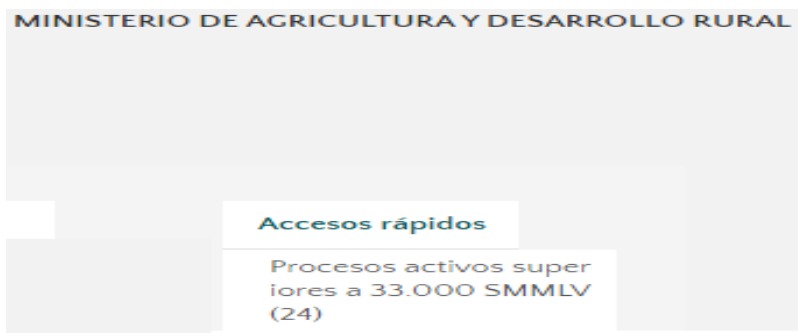 MINISTERIO DE AGRICULTURA Y DESARROLLO RURAL
Accesos rápidos
Procesos activos super
iores a 33.000 SMMLV
(24)